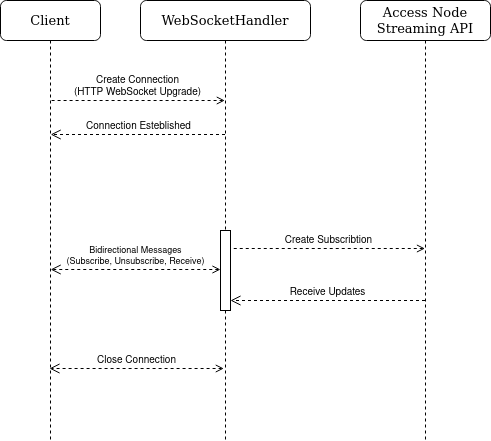 Client
WebSocketHandler
Access Node
Streaming API
Create Connection
(HTTP WebSocket Upgrade)
Connection Esteblished
Create Subscribtion
Bidirectional Messages
(Subscribe, Unsubscribe, Receive)
Receive Updates
Close Connection